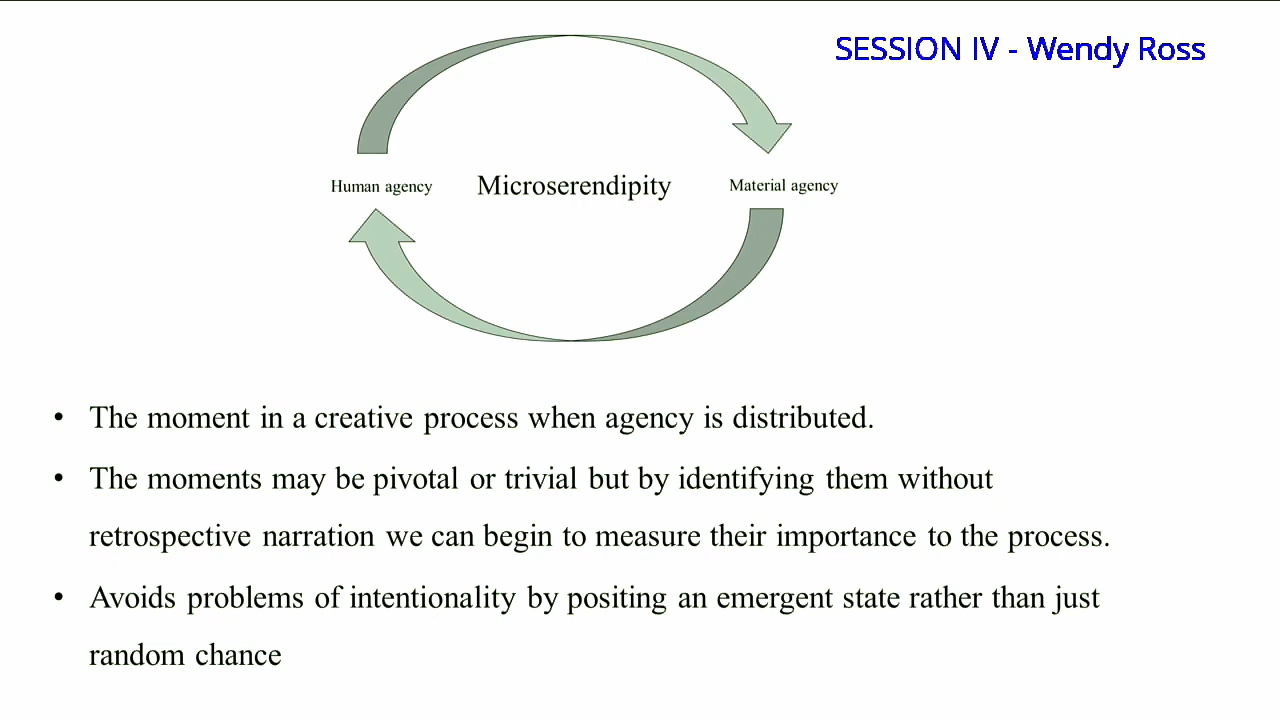 SESSION IV - Wendy Ross
Human agency
Microserendipity
Material agency
• The moment in a creative process when agency is distributed.
• The moments may be pivotal or trivial but by identifying them without
retrospective narration we can begin to measure their importance to the process.
• Avoids problems of intentionality by positing an emergent state rather than just
random chance